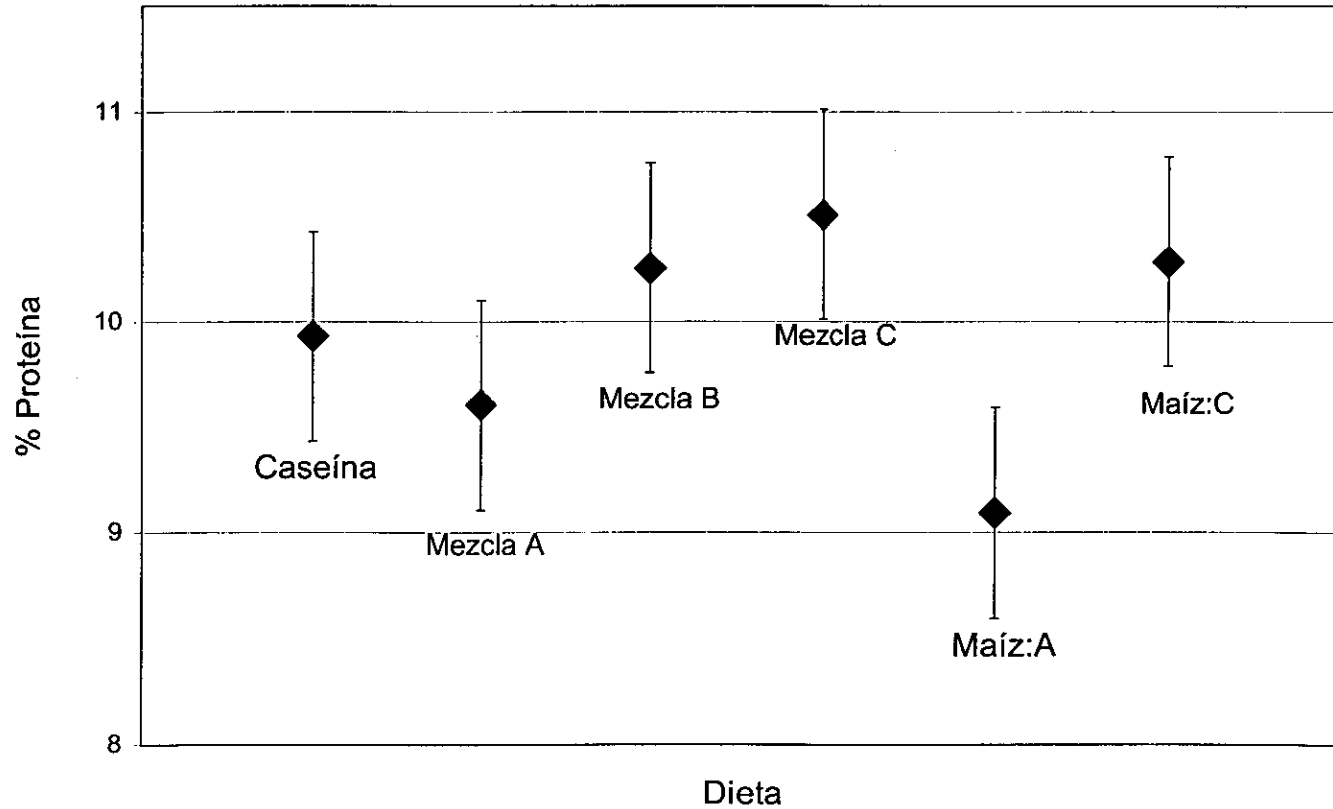 11
10
9
8
% Proteína
Caseína
Mezcla A
Mezcla B
Mezcla C
Maíz:A
Maíz:C
Dieta